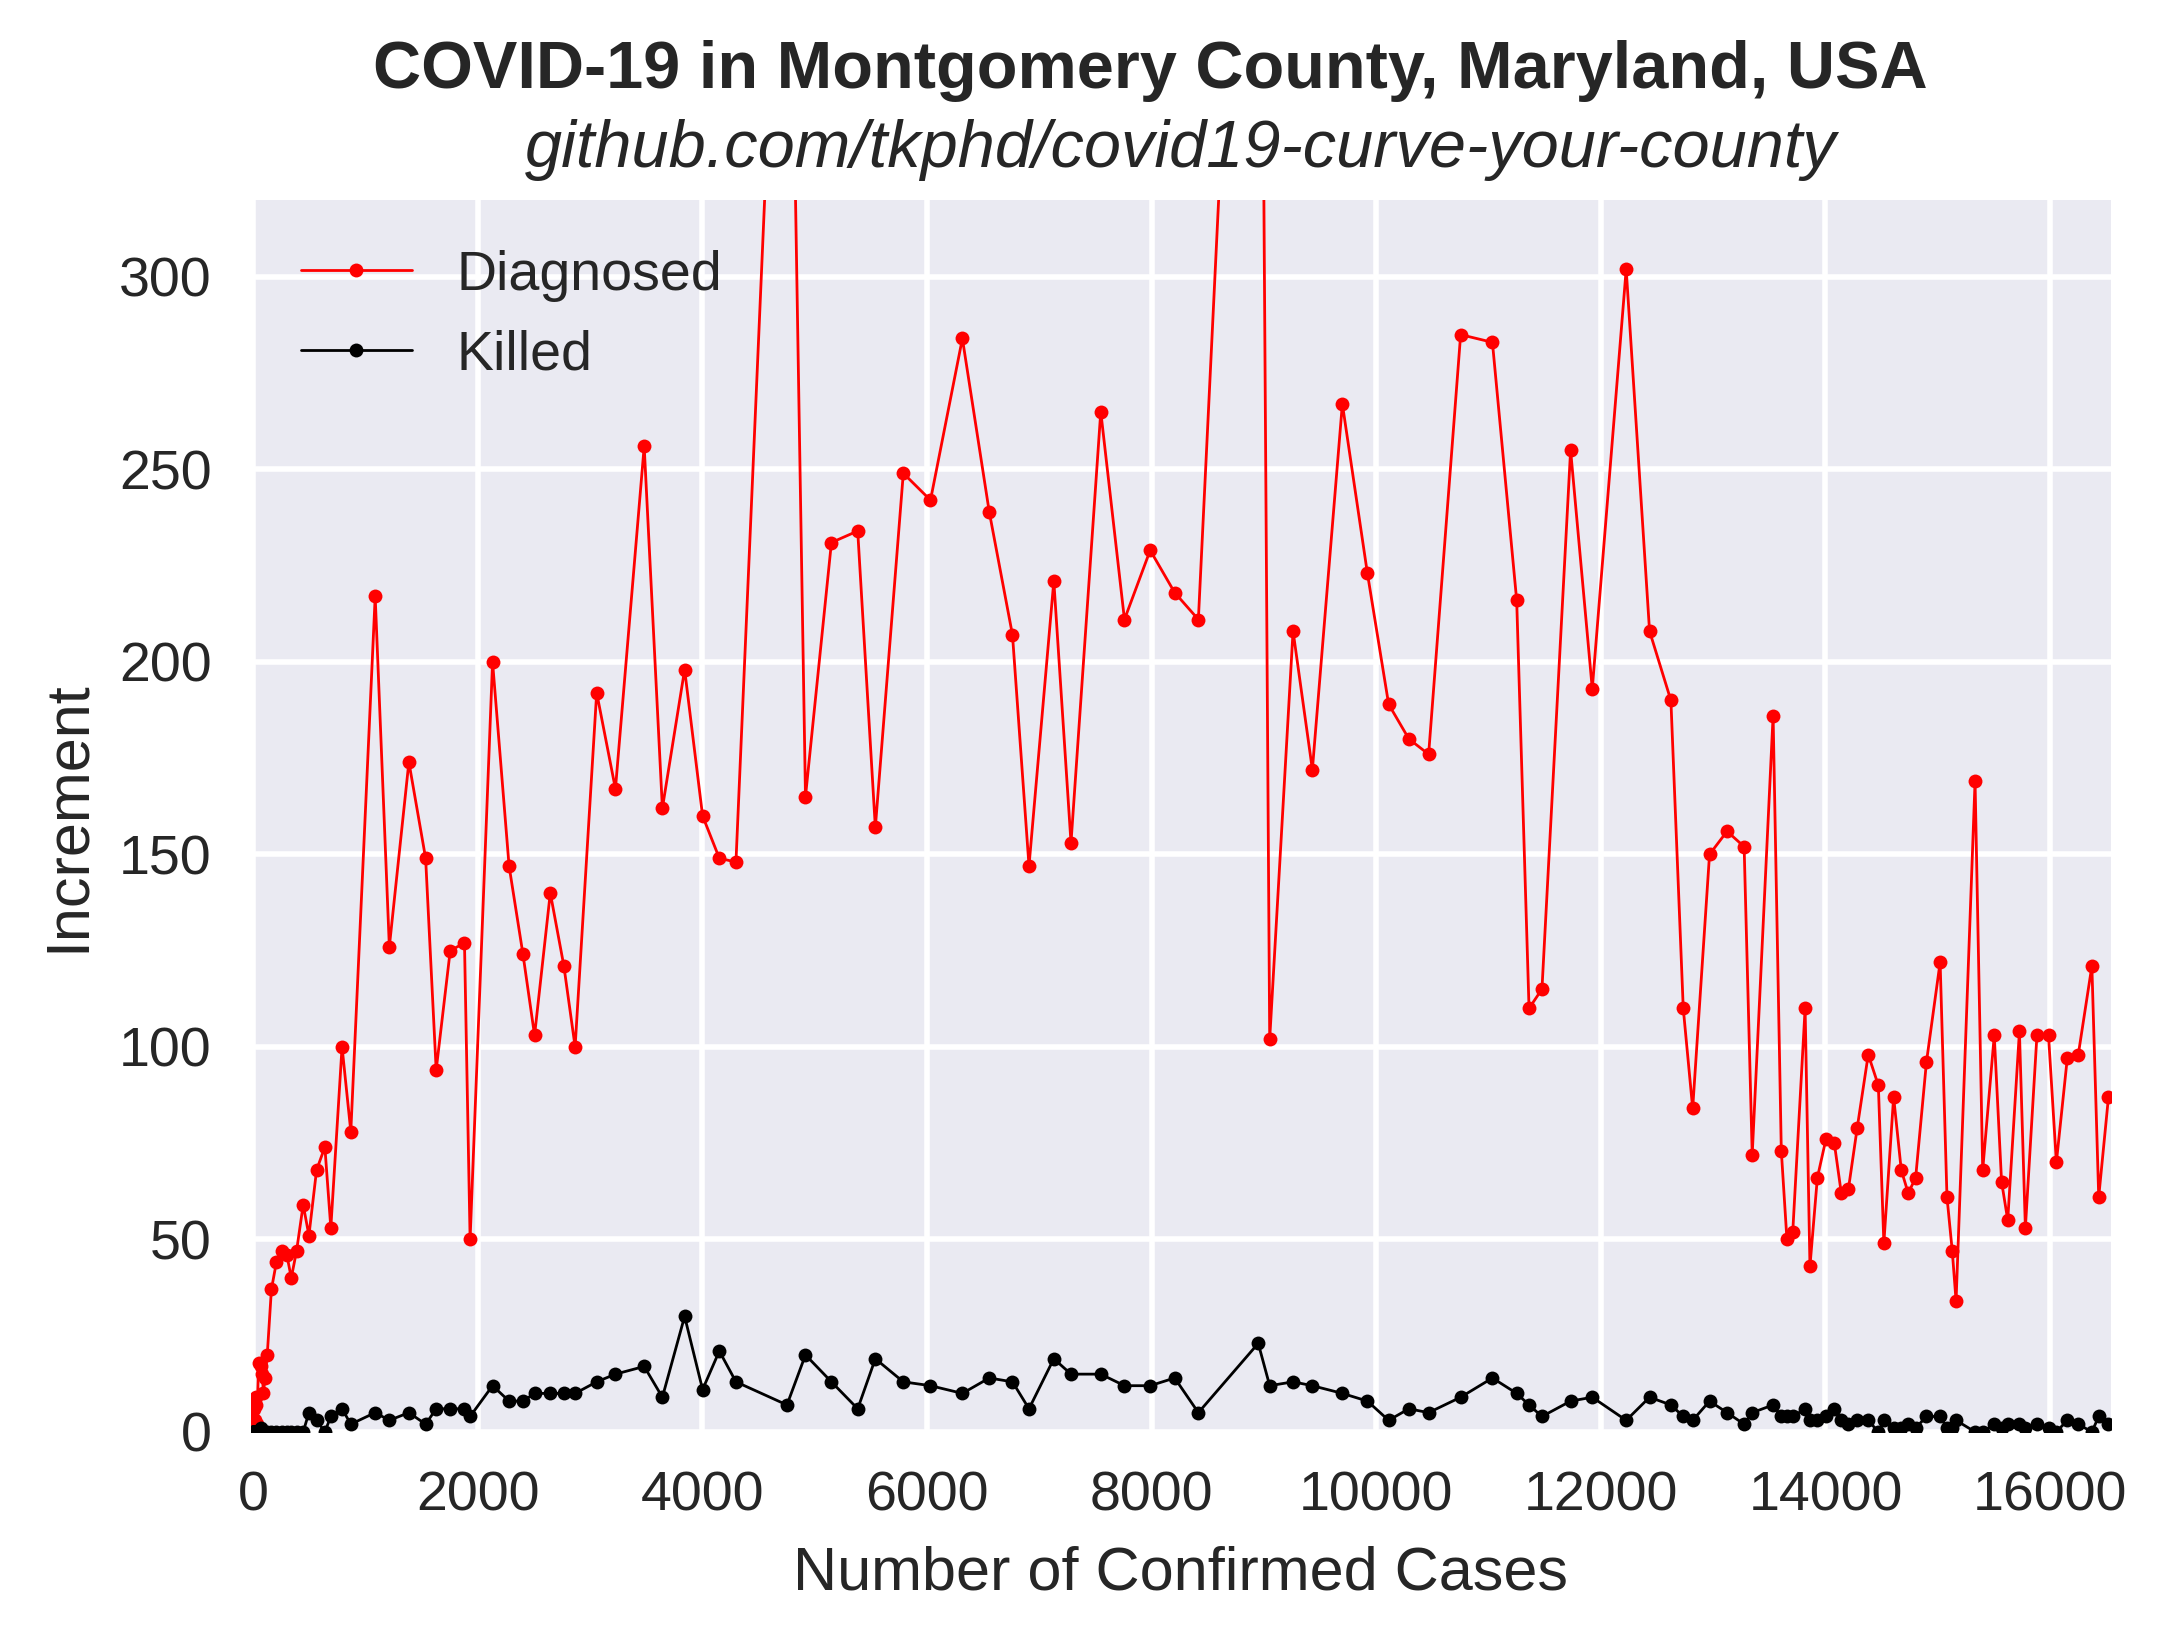 COVID-19 in Montgomery County, Maryland, USA
github.com/tkphd/covid19-curve-your-county
Diagnosed
Killed
300
250
200
150
100
50
0
Increment
0 2000 4000 6000 8000 10000 12000 14000 16000
Number of Confirmed Cases